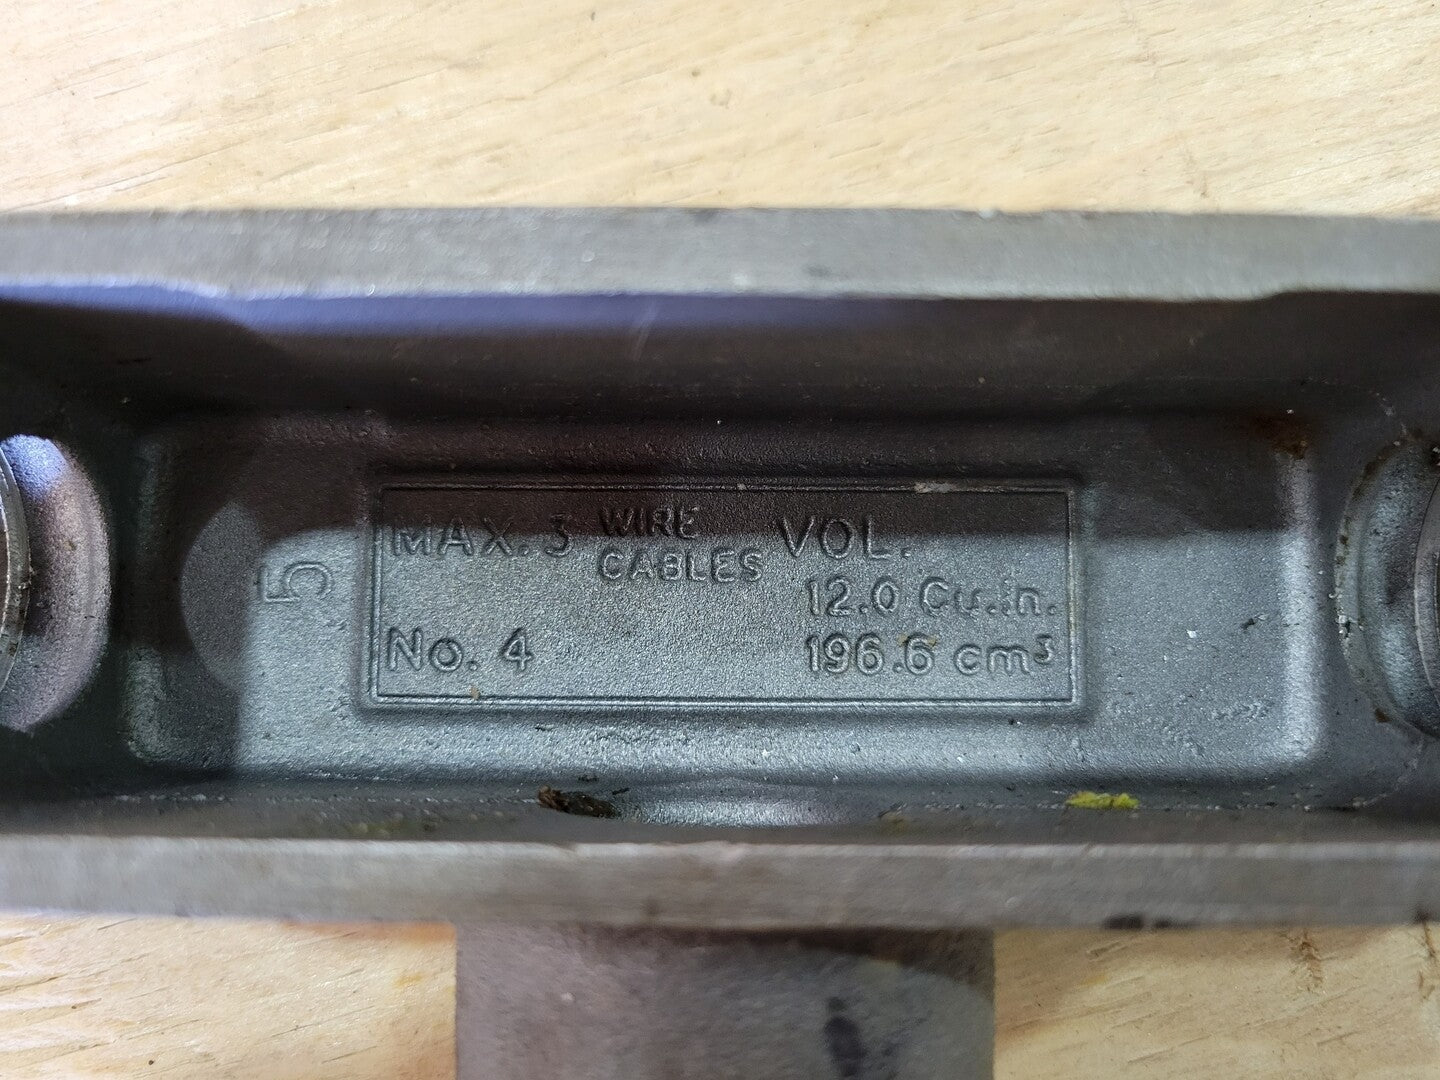 MAX. 3 WIRE CABLES VOL.
12.0 Cu.in.
No. 4 196.6 cm³
5